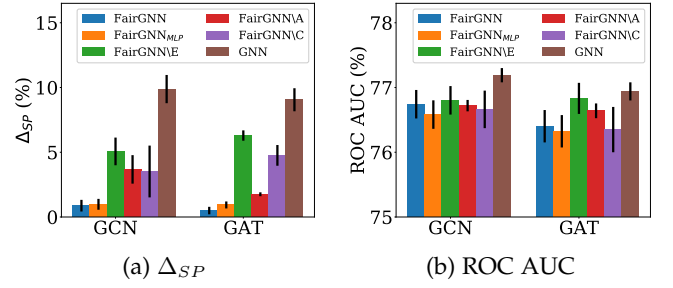 FairGNN
FairGNN\A
FairGNN_MLP
FairGNN\C
FairGNN\E
GNN
Δ_SP (%)
15
10
5
0
GCN
GAT
(a) Δ_SP
FairGNN
FairGNN\A
FairGNN_MLP
FairGNN\C
FairGNN\E
GNN
ROC AUC (%)
78
77
76
75
GCN
GAT
(b) ROC AUC